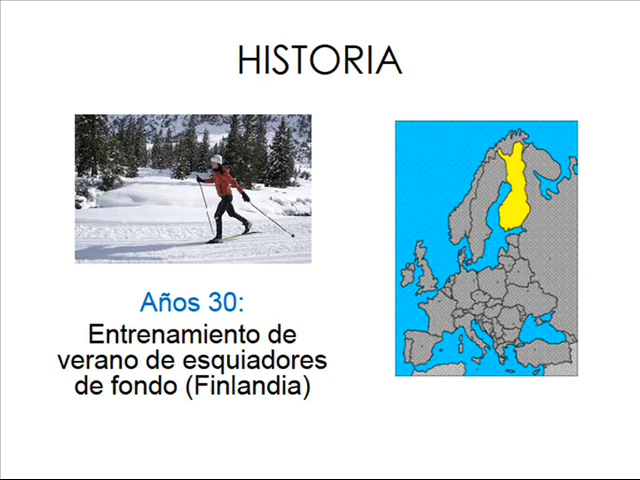 HISTORIA
Años 30:
Entrenamiento de
verano de esquiadores
de fondo (Finlandia)